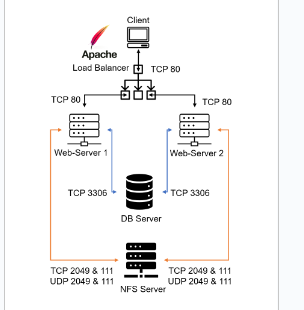 Client
Apache
Load Balancer
TCP 80
TCP 80
TCP 80
Web-Server 1
Web-Server 2
TCP 3306
TCP 3306
DB Server
TCP 2049 & 111
UDP 2049 & 111
TCP 2049 & 111
UDP 2049 & 111
NFS Server